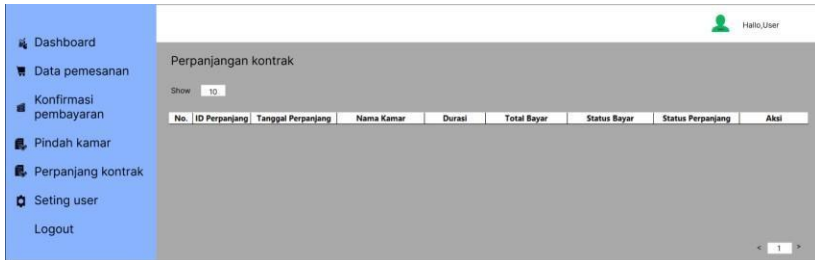 Hallo,User
Dashboard
Data pemesanan
Konfirmasi
pembayaran
Pindah kamar
Perpanjang kontrak
Seting user
Logout
Perpanjangan kontrak
Show 10
No. ID Perpanjang Tanggal Perpanjang Nama Kamar Durasi Total Bayar Status Bayar Status Perpanjang Aksi
< 1 >